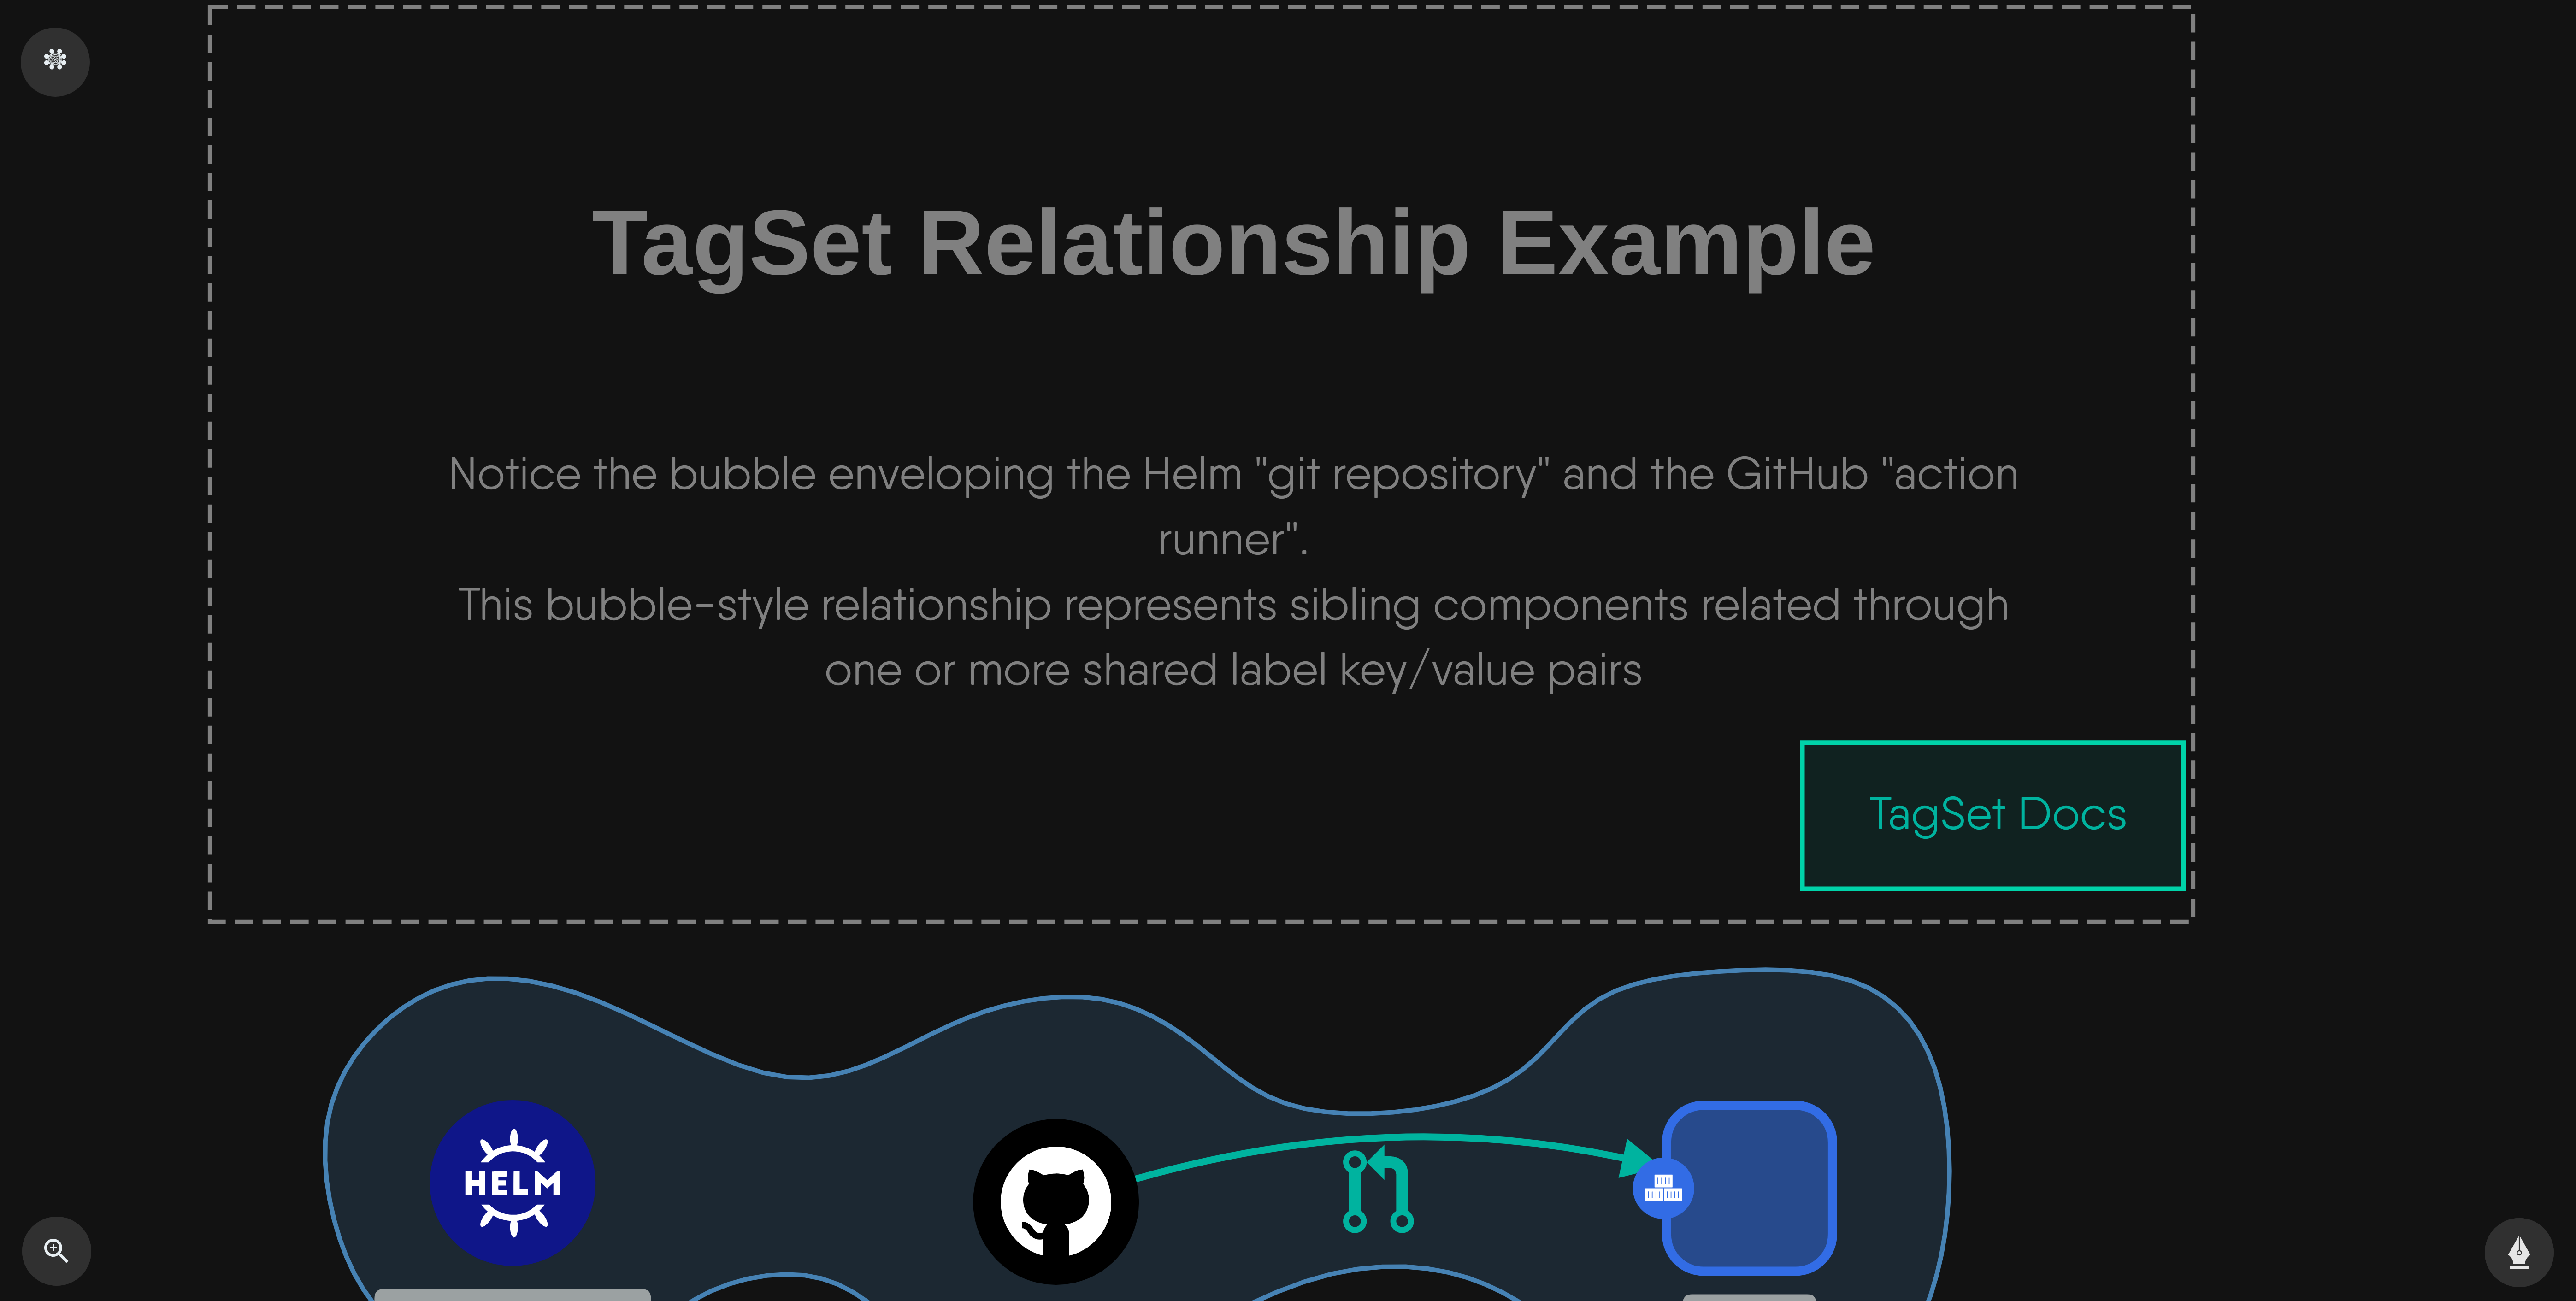 TagSet Relationship Example
Notice the bubble enveloping the Helm "git repository" and the GitHub "action
runner".
This bubble-style relationship represents sibling components related through
one or more shared label key/value pairs
TagSet Docs
HELM